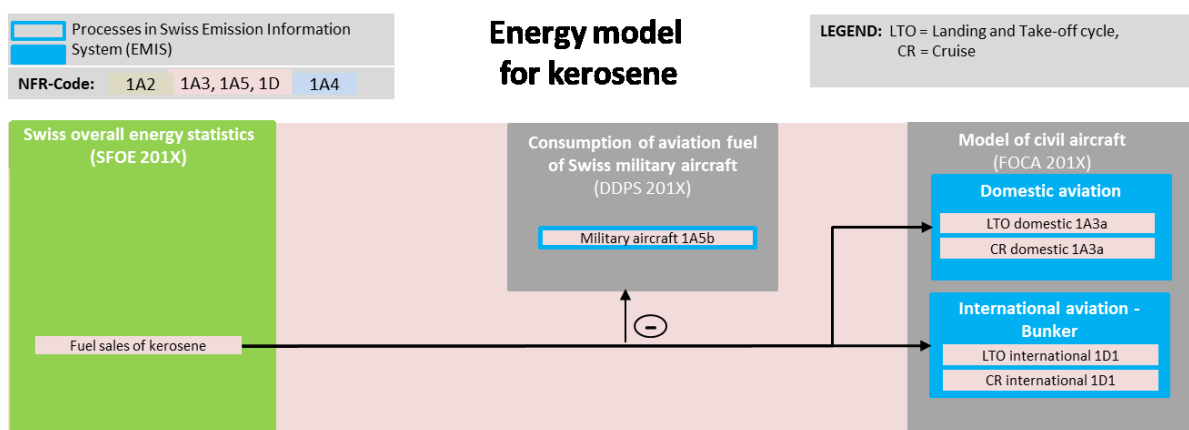 Processes in Swiss Emission Information
System (EMIS)
NFR-Code: 1A2 1A3, 1A5, 1D 1A4
Energy model
for kerosene
LEGEND: LTO = Landing and Take-off cycle,
CR = Cruise
Swiss overall energy statistics
(SFOE 201X)
Fuel sales of kerosene
Consumption of aviation fuel
of Swiss military aircraft
(DDPS 201X)
Military aircraft 1A5b
-
Model of civil aircraft
(FOCA 201X)
Domestic aviation
LTO domestic 1A3a
CR domestic 1A3a
International aviation -
Bunker
LTO international 1D1
CR international 1D1